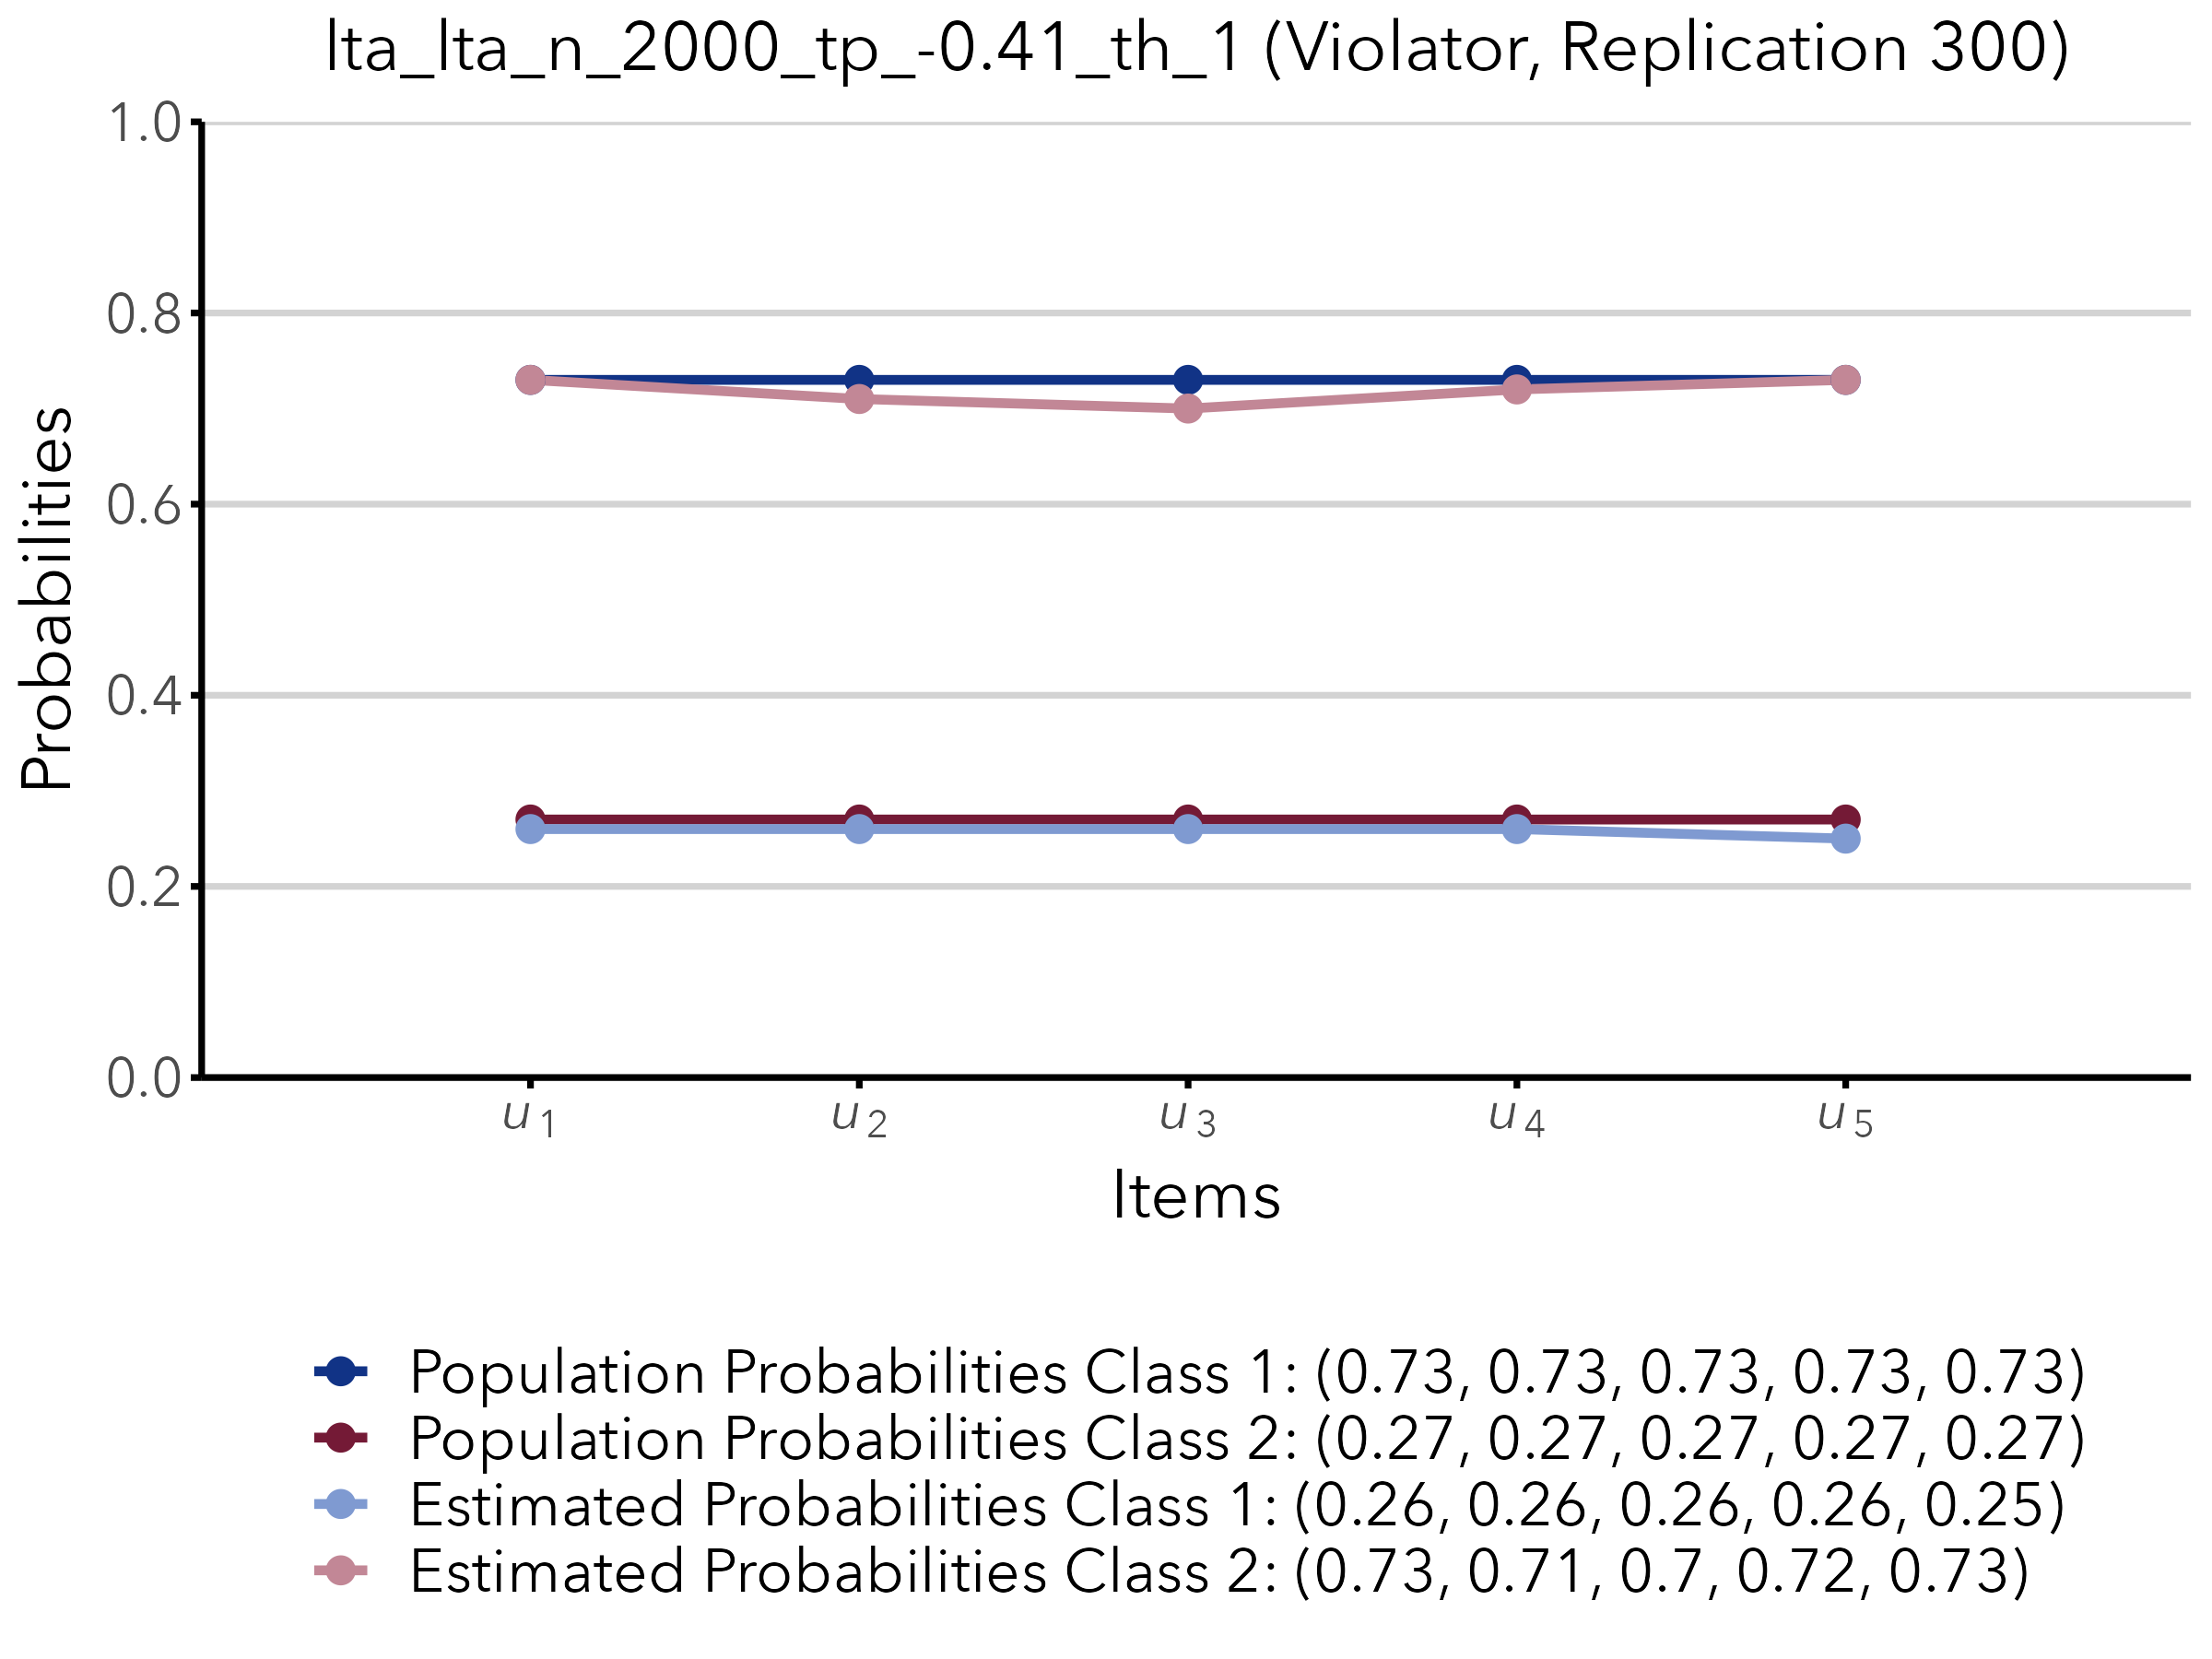 lta_lta_n_2000_tp_-0.41_th_1 (Violator, Replication 300)
1.0
0.8
0.6
0.4
0.2
0.0
Probabilities
u1 u2 u3 u4 u5
Items
Population Probabilities Class 1: (0.73, 0.73, 0.73, 0.73, 0.73)
Population Probabilities Class 2: (0.27, 0.27, 0.27, 0.27, 0.27)
Estimated Probabilities Class 1: (0.26, 0.26, 0.26, 0.26, 0.25)
Estimated Probabilities Class 2: (0.73, 0.71, 0.7, 0.72, 0.73)